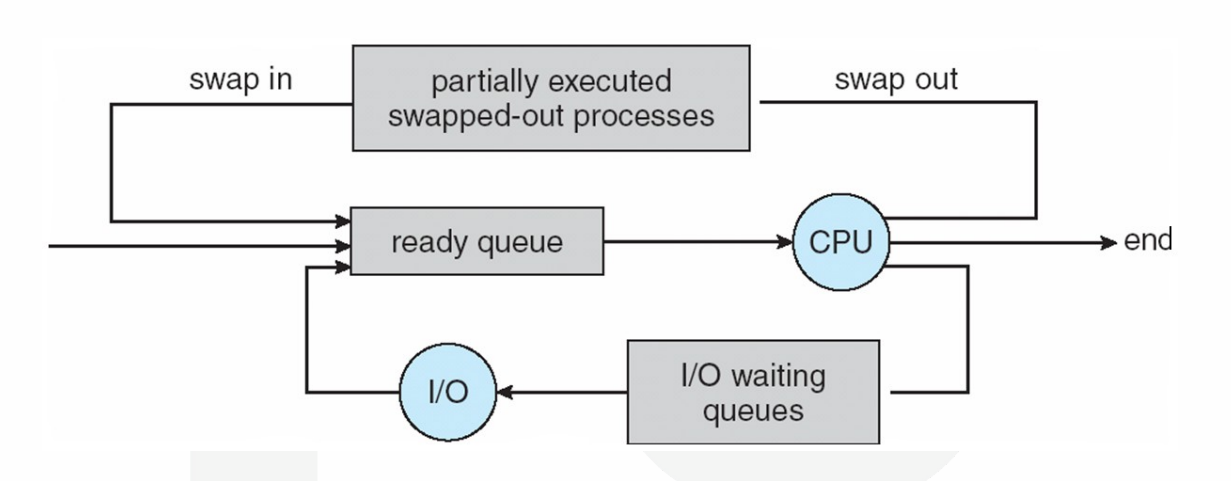 swap in
partially executed
swapped-out processes
swap out
ready queue
CPU
end
I/O
I/O waiting
queues